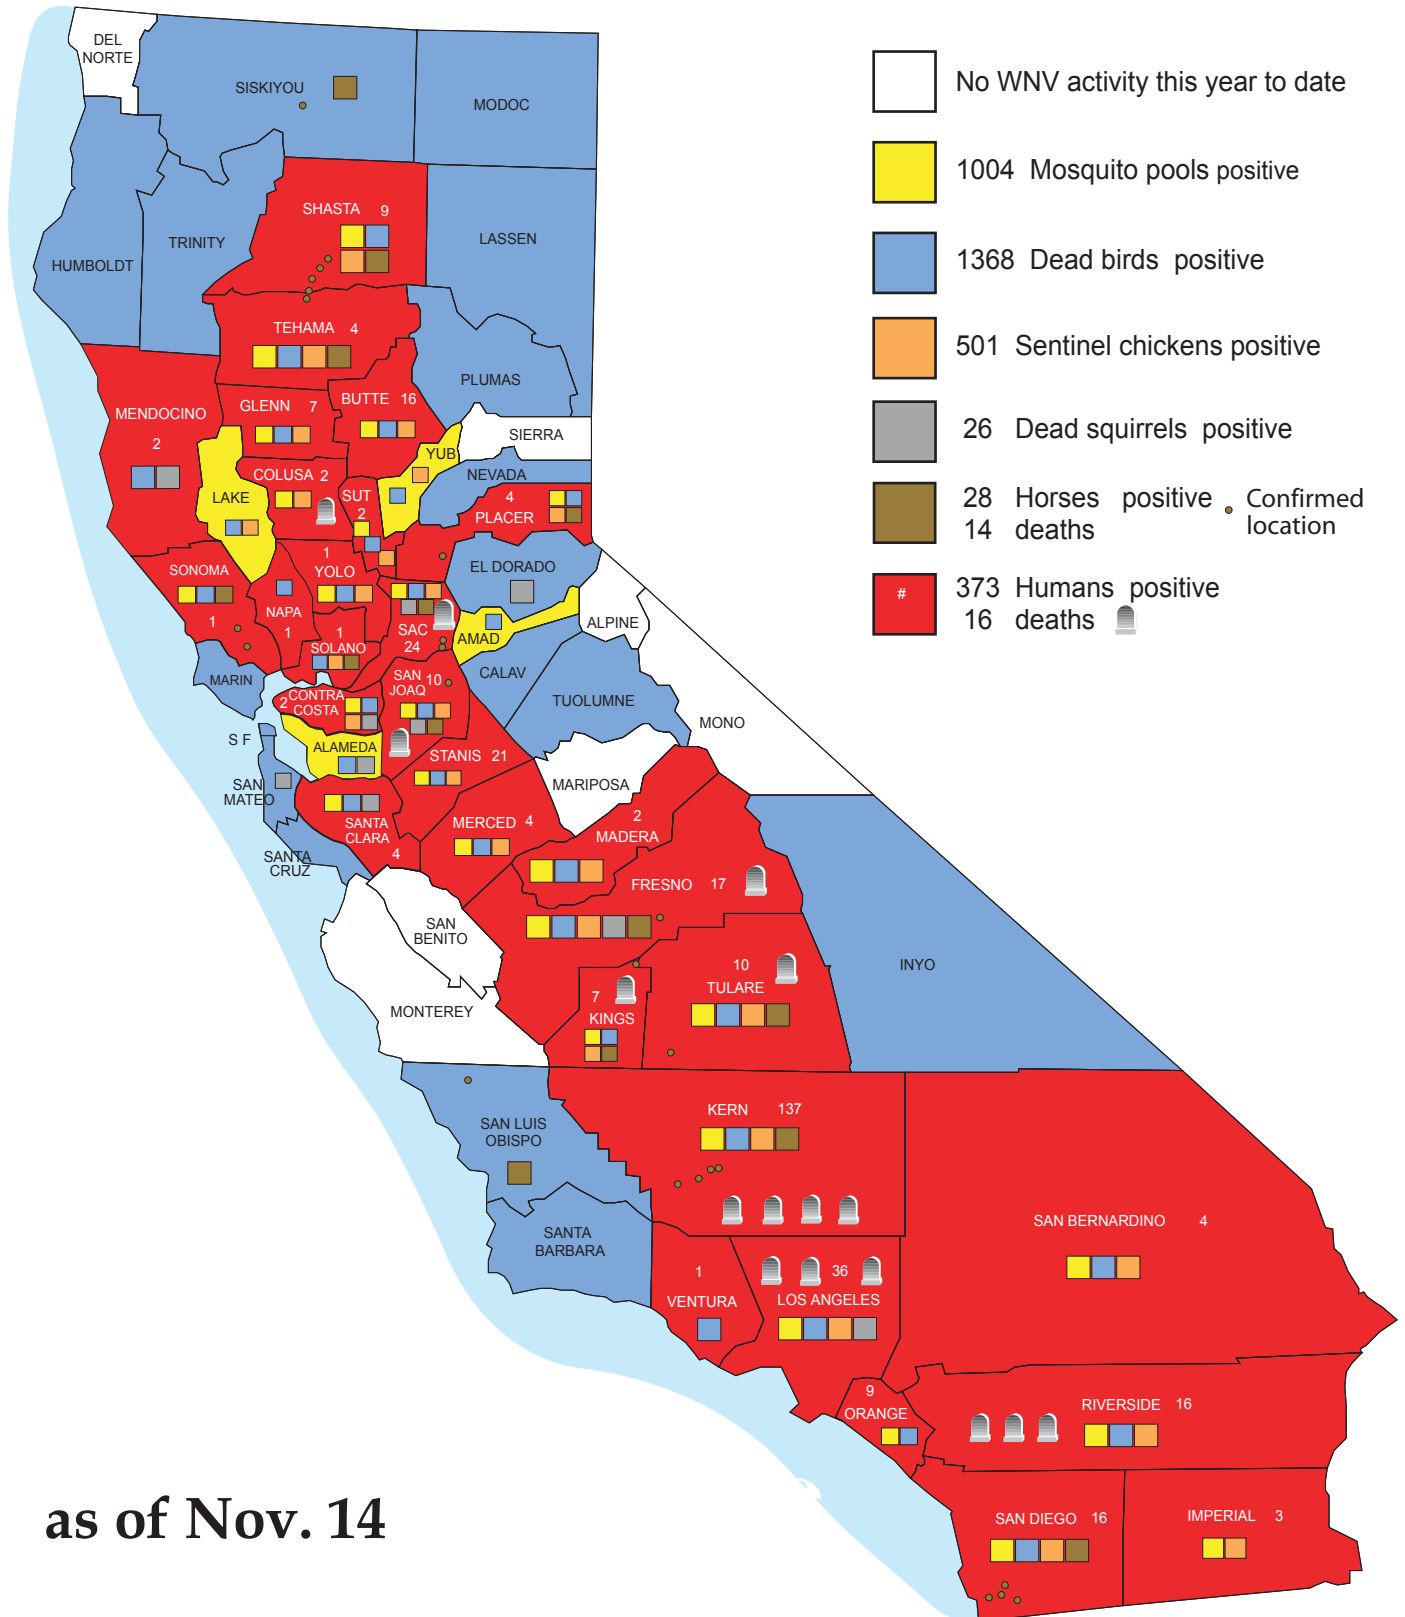 DEL
NORTE
SISKIYOU
MODOC
SHASTA 9
TRINITY
LASSEN
HUMBOLDT
TEHAMA 4
PLUMAS
MENDOCINO
2
GLENN 7
BUTTE 16
SIERRA
YUB
NEVADA
COLUSA 2
LAKE
SUT
2
4
PLACER
SONOMA
1
1
YOLO
NAPA
1
1
SOLANO
SAC
24
EL DORADO
AMAD
ALPINE
MARIN
CALAV
TUOLUMNE
MONO
2 CONTRA
COSTA
SAN
JOAQ 10
S F
ALAMEDA
STANIS 21
MARIPOSA
SAN
MATEO
SANTA
CLARA
4
MERCED 4
2
MADERA
SANTA
CRUZ
FRESNO 17
SAN
BENITO
INYO
10
TULARE
7
KINGS
MONTEREY
KERN 137
SAN LUIS
OBISPO
SANTA
BARBARA
SAN BERNARDINO 4
1
VENTURA
36
LOS ANGELES
9
ORANGE
RIVERSIDE 16
SAN DIEGO 16
IMPERIAL 3
No WNV activity this year to date
1004 Mosquito pools positive
1368 Dead birds positive
501 Sentinel chickens positive
26 Dead squirrels positive
28 Horses positive
14 deaths
Confirmed
location
#
373 Humans positive
16 deaths
as of Nov. 14